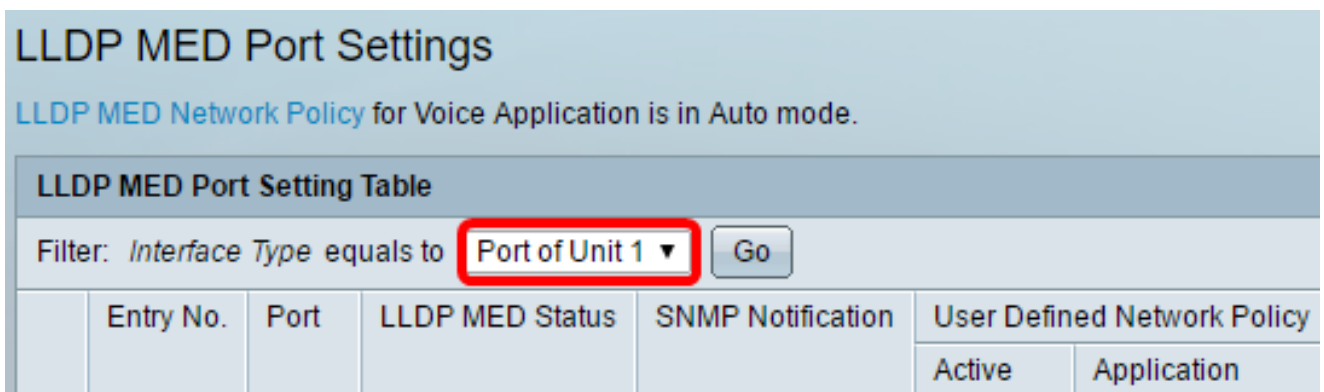 LLDP MED Port Settings
LLDP MED Network Policy for Voice Application is in Auto mode.
LLDP MED Port Setting Table
Filter: Interface Type equals to Port of Unit 1 Go
Entry No. Port LLDP MED Status SNMP Notification User Defined Network Policy
Active Application